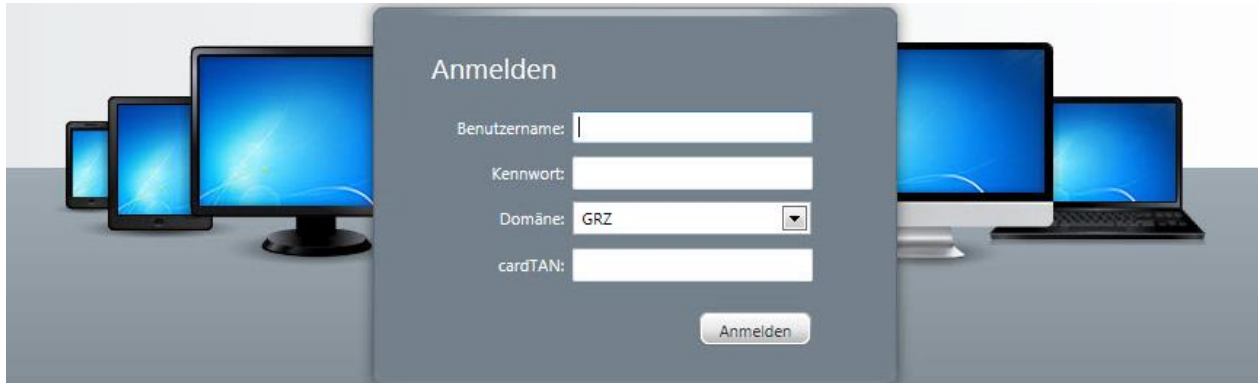 Anmelden
Benutzername:
Kennwort:
Domäne: GRZ
cardTAN:
Anmelden